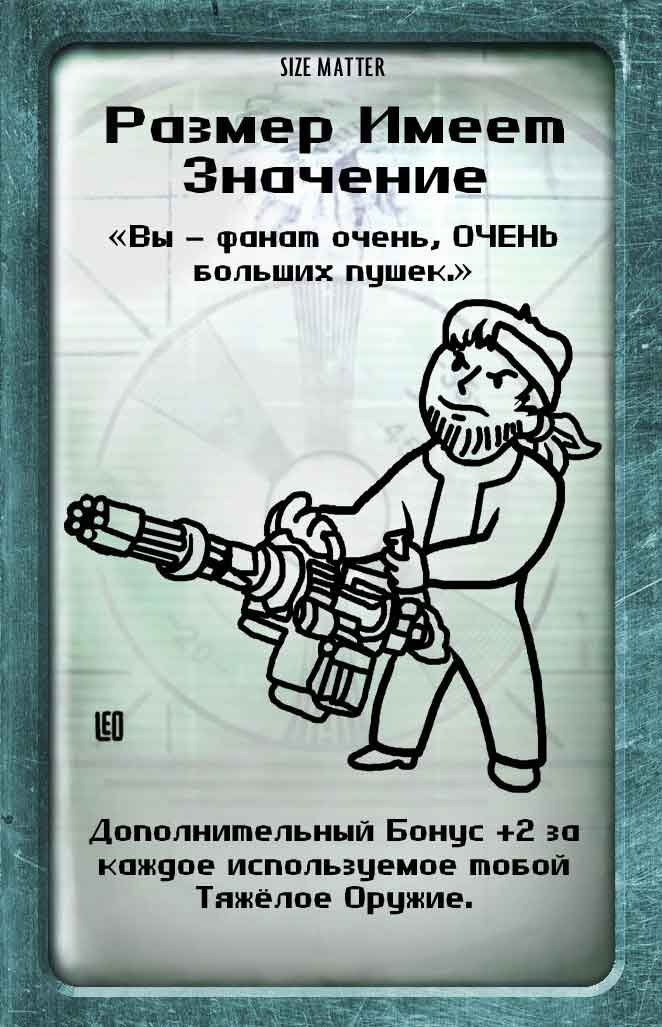 SIZE MATTER
Размер Имеет
Значение
«Вы – фанат очень, ОЧЕНЬ
больших пушек.»
LEO
Дополнительный Бонус +2 за
каждое используемое тобой
Тяжёлое Оружие.